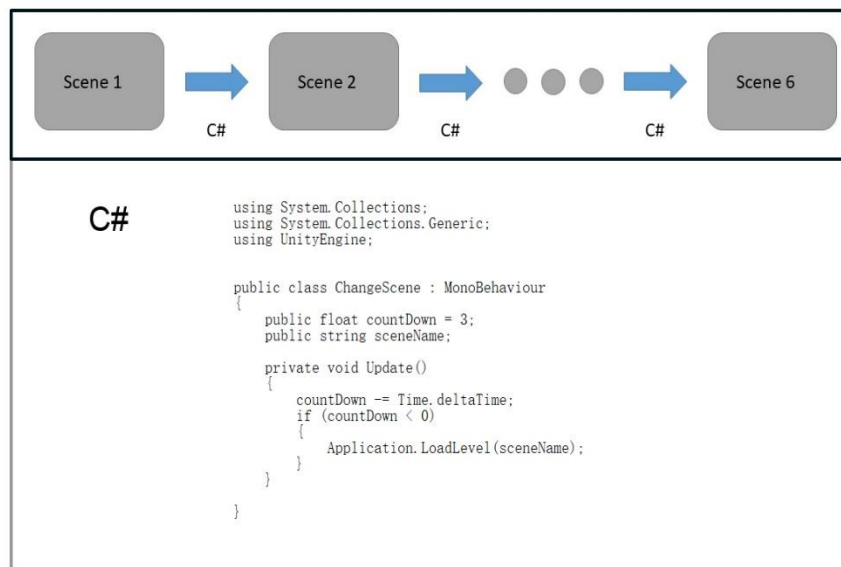 Scene 1
Scene 2
Scene 6
C#
C#
C#
C#
using System.Collections;
using System.Collections.Generic;
using UnityEngine;
public class ChangeScene : MonoBehaviour
{
    public float countDown = 3;
    public string sceneName;
    private void Update()
    {
        countDown -= Time.deltaTime;
        if (countDown < 0)
        {
            Application.LoadLevel(sceneName);
        }
    }
}